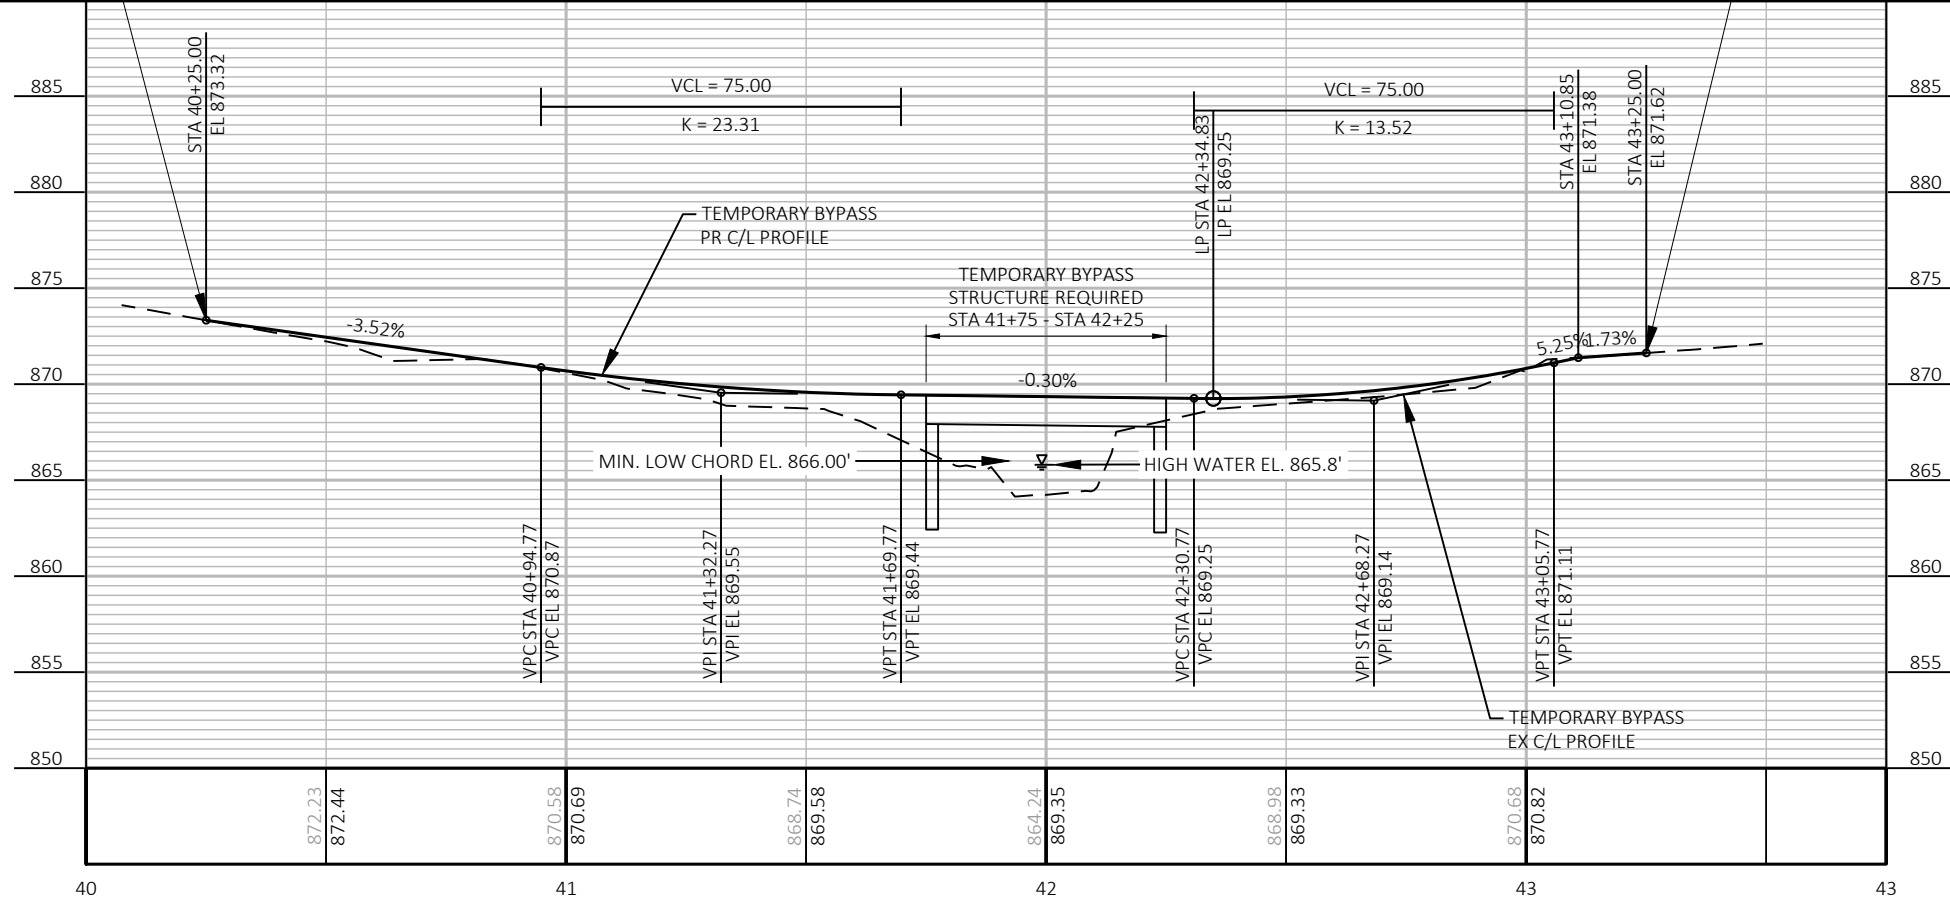 STA 40+25.00
EL 873.32
VCL = 75.00
K = 23.31
VCL = 75.00
K = 13.52
LP STA 42+34.83
LP EL 869.25
STA 43+10.85
EL 871.38
STA 43+25.00
EL 871.62
885
885
880
880
875
875
870
870
865
865
860
860
855
855
850
850
TEMPORARY BYPASS
PR C/L PROFILE
TEMPORARY BYPASS
STRUCTURE REQUIRED
STA 41+75 - STA 42+25
-3.52%
-0.30%
5.25%
1.73%
MIN. LOW CHORD EL. 866.00'
HIGH WATER EL. 865.8'
VPC STA 40+94.77
VPC EL 870.87
VPI STA 41+32.27
VPI EL 869.55
VPT STA 41+69.77
VPT EL 869.44
VPC STA 42+30.77
VPC EL 869.25
VPI STA 42+68.27
VPI EL 869.14
VPT STA 43+05.77
VPT EL 871.11
TEMPORARY BYPASS
EX C/L PROFILE
872.23
872.44
870.58
870.69
868.74
869.58
864.24
869.35
868.98
869.33
870.68
870.82
40
41
42
43
43